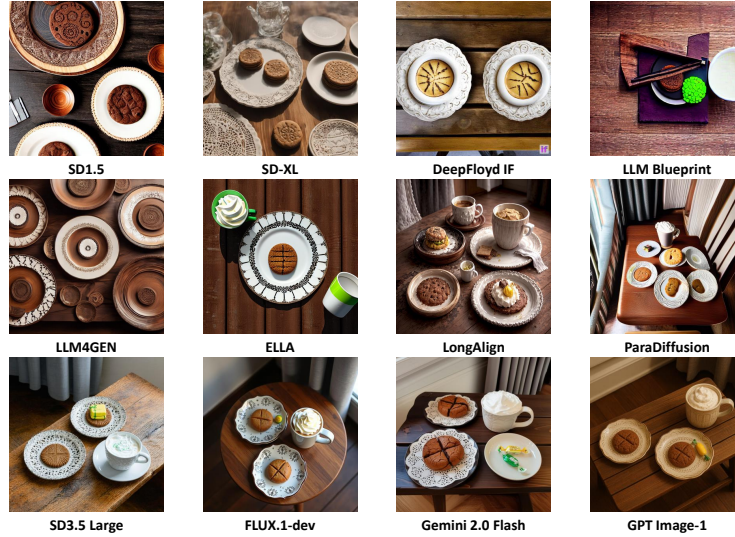 SD1.5
SD-XL
DeepFloyd IF
LLM Blueprint
LLM4GEN
ELLA
LongAlign
ParaDiffusion
SD3.5 Large
FLUX.1-dev
Gemini 2.0 Flash
GPT Image-1